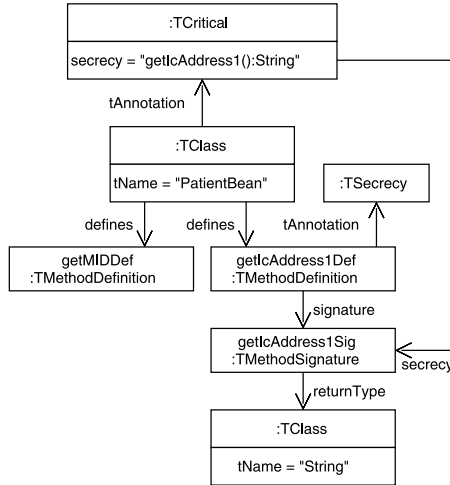 :TCritical
secrecy = "getIcAddress1():String"
tAnnotation
:TClass
tName = "PatientBean"
:TSecrecy
defines
defines
tAnnotation
getMIDDef
:TMethodDefinition
getIcAddress1Def
:TMethodDefinition
signature
getIcAddress1Sig
:TMethodSignature
secrecy
returnType
:TClass
tName = "String"